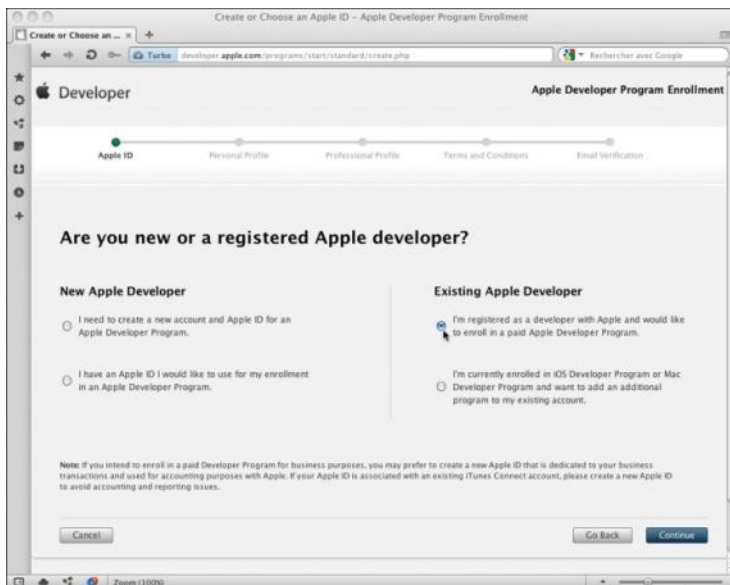 Create or Choose an Apple ID – Apple Developer Program Enrollment
Create or Choose an ...
Turbo developer.apple.com/programs/start/standard/create.php
Rechercher avec Google
Developer
Apple Developer Program Enrollment
Apple ID Personal Profile Professional Profile Terms and Conditions Email Verification
Are you new or a registered Apple developer?
New Apple Developer
I need to create a new account and Apple ID for an
Apple Developer Program.
I have an Apple ID I would like to use for my enrollment
in an Apple Developer Program.
Existing Apple Developer
I'm registered as a developer with Apple and would like
to enroll in a paid Apple Developer Program.
I'm currently enrolled in iOS Developer Program or Mac
Developer Program and want to add an additional
program to my existing account.
Note: If you intend to enroll in a paid Developer Program for business purposes, you may prefer to create a new Apple ID that is dedicated to your business
transactions and used for accounting purposes with Apple. If your Apple ID is associated with an existing iTunes Connect account, please create a new Apple ID
to avoid accounting and reporting issues.
Cancel
Go Back
Continue
Zoom (100%)